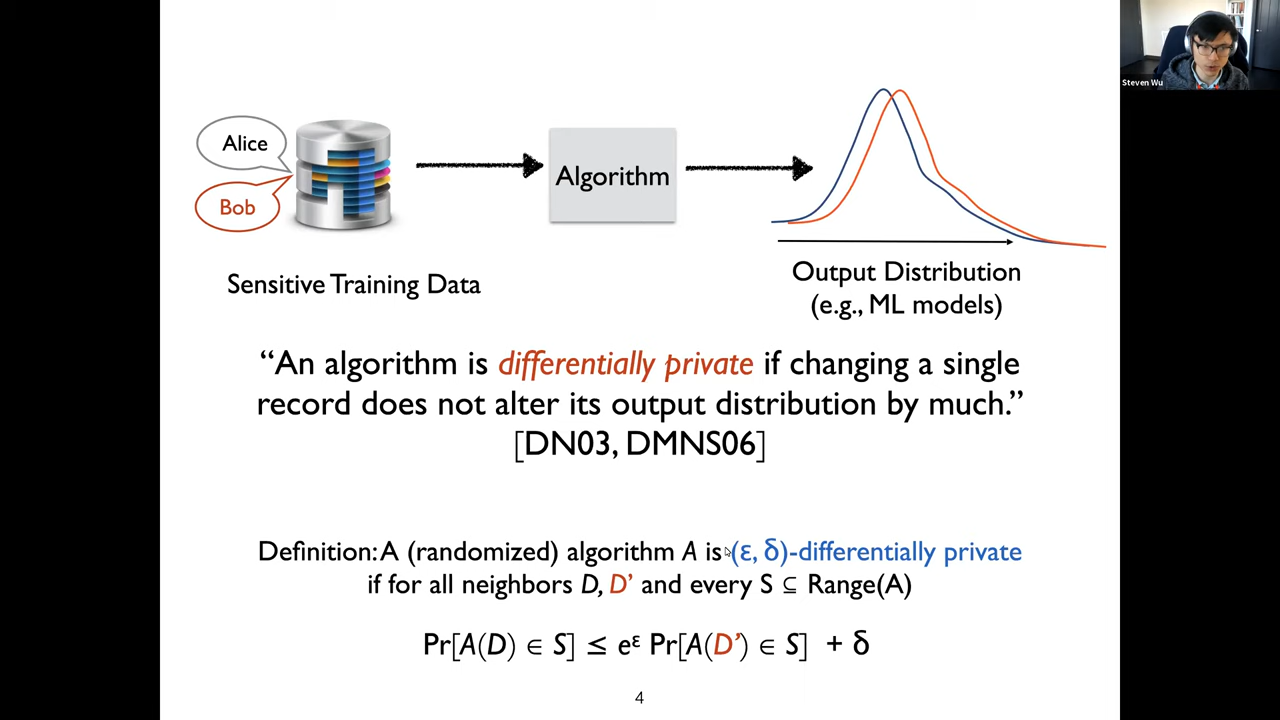 Steven Wu
Alice
Bob
Algorithm
Sensitive Training Data
Output Distribution
(e.g., ML models)
“An algorithm is differentially private if changing a single
record does not alter its output distribution by much.”
[DN03, DMNS06]
Definition: A (randomized) algorithm A is (ε, δ)-differentially private
if for all neighbors D, D’ and every S ⊆ Range(A)
Pr[A(D) ∈ S] ≤ e^ε Pr[A(D’) ∈ S] + δ
4